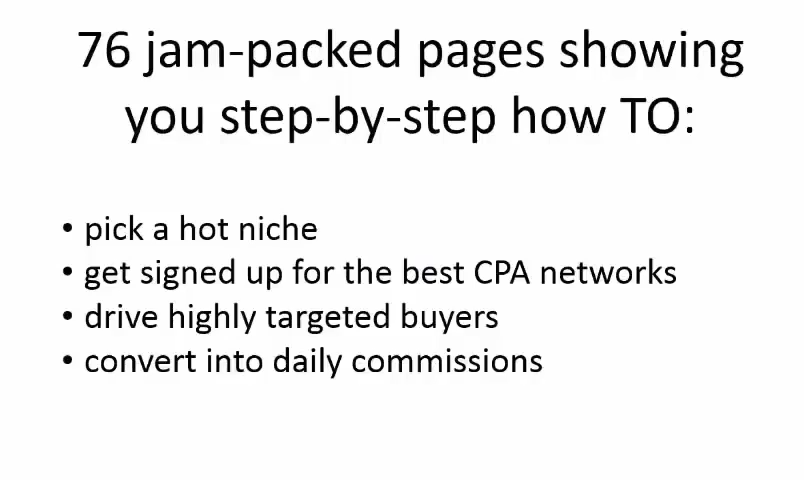 76 jam-packed pages showing
you step-by-step how TO:
• pick a hot niche
• get signed up for the best CPA networks
• drive highly targeted buyers
• convert into daily commissions